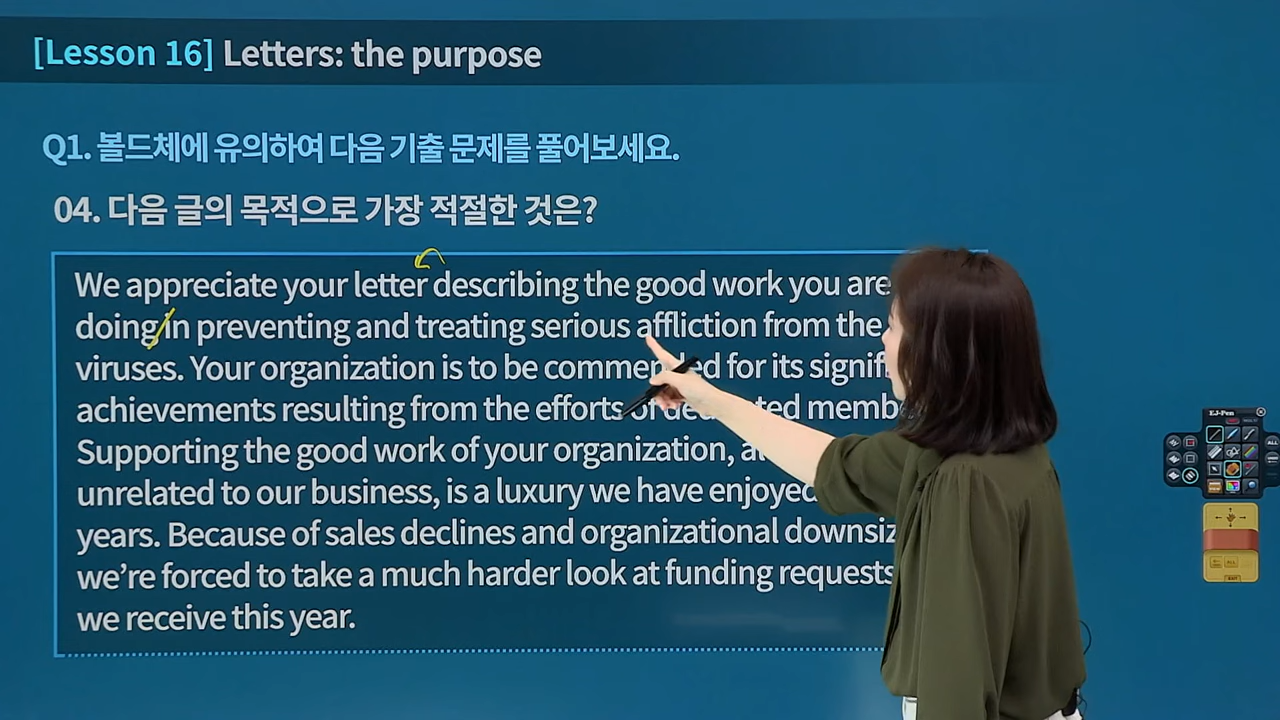 [Lesson 16] Letters: the purpose
Q1. 볼드체에 유의하여 다음 기출 문제를 풀어보세요.
04. 다음 글의 목적으로 가장 적절한 것은?
We appreciate your letter describing the good work you are
doing in preventing and treating serious affliction from the
viruses. Your organization is to be commended for its signif
achievements resulting from the efforts of dedicated memb
Supporting the good work of your organization, a
unrelated to our business, is a luxury we have enjoyed
years. Because of sales declines and organizational downsiz
we're forced to take a much harder look at funding requests
we receive this year.
EJ-Pen
ALL
EXIT